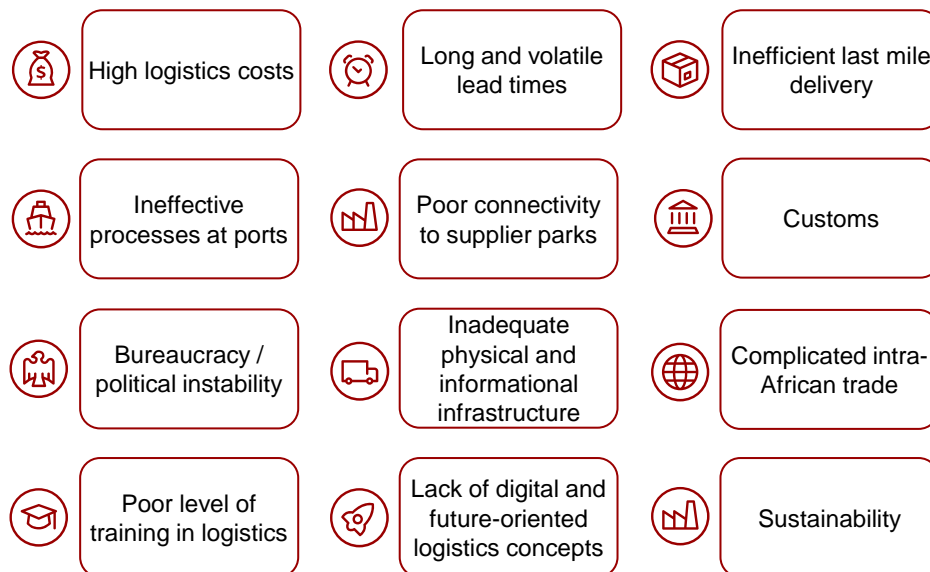 High logistics costs
Long and volatile
lead times
Inefficient last mile
delivery
Ineffective
processes at ports
Poor connectivity
to supplier parks
Customs
Bureaucracy /
political instability
Inadequate
physical and
informational
infrastructure
Complicated intra-
African trade
Poor level of
training in logistics
Lack of digital and
future-oriented
logistics concepts
Sustainability